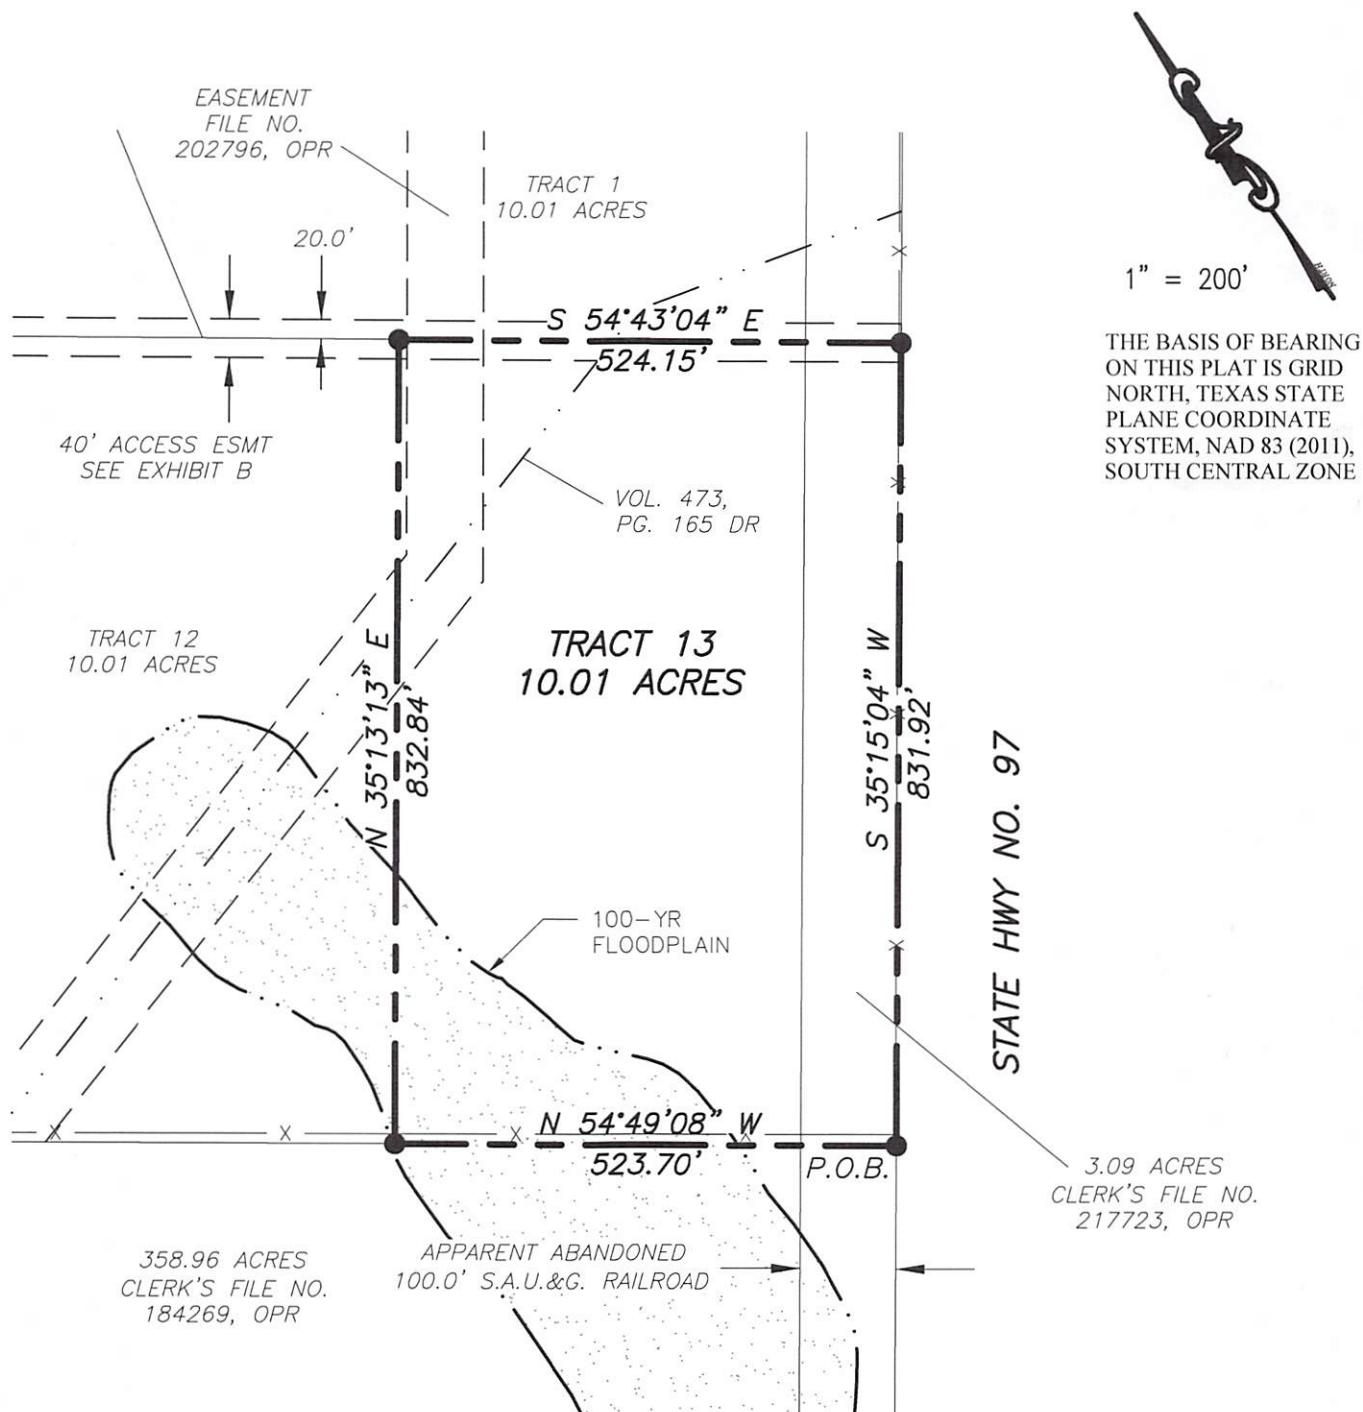 EASEMENT
FILE NO.
202796, OPR
TRACT 1
10.01 ACRES
20.0'
1" = 200'
S 54°43'04" E
524.15'
THE BASIS OF BEARING
ON THIS PLAT IS GRID
NORTH, TEXAS STATE
PLANE COORDINATE
SYSTEM, NAD 83 (2011),
SOUTH CENTRAL ZONE
40' ACCESS ESMT
SEE EXHIBIT B
VOL. 473,
PG. 165 DR
TRACT 12
10.01 ACRES
N 35°13'13" E
832.84'
TRACT 13
10.01 ACRES
S 35°15'04" W
831.92'
STATE HWY NO. 97
100-YR
FLOODPLAIN
N 54°49'08" W
523.70'
P.O.B.
3.09 ACRES
CLERK'S FILE NO.
217723, OPR
358.96 ACRES
CLERK'S FILE NO.
184269, OPR
APPARENT ABANDONED
100.0' S.A.U.&G. RAILROAD